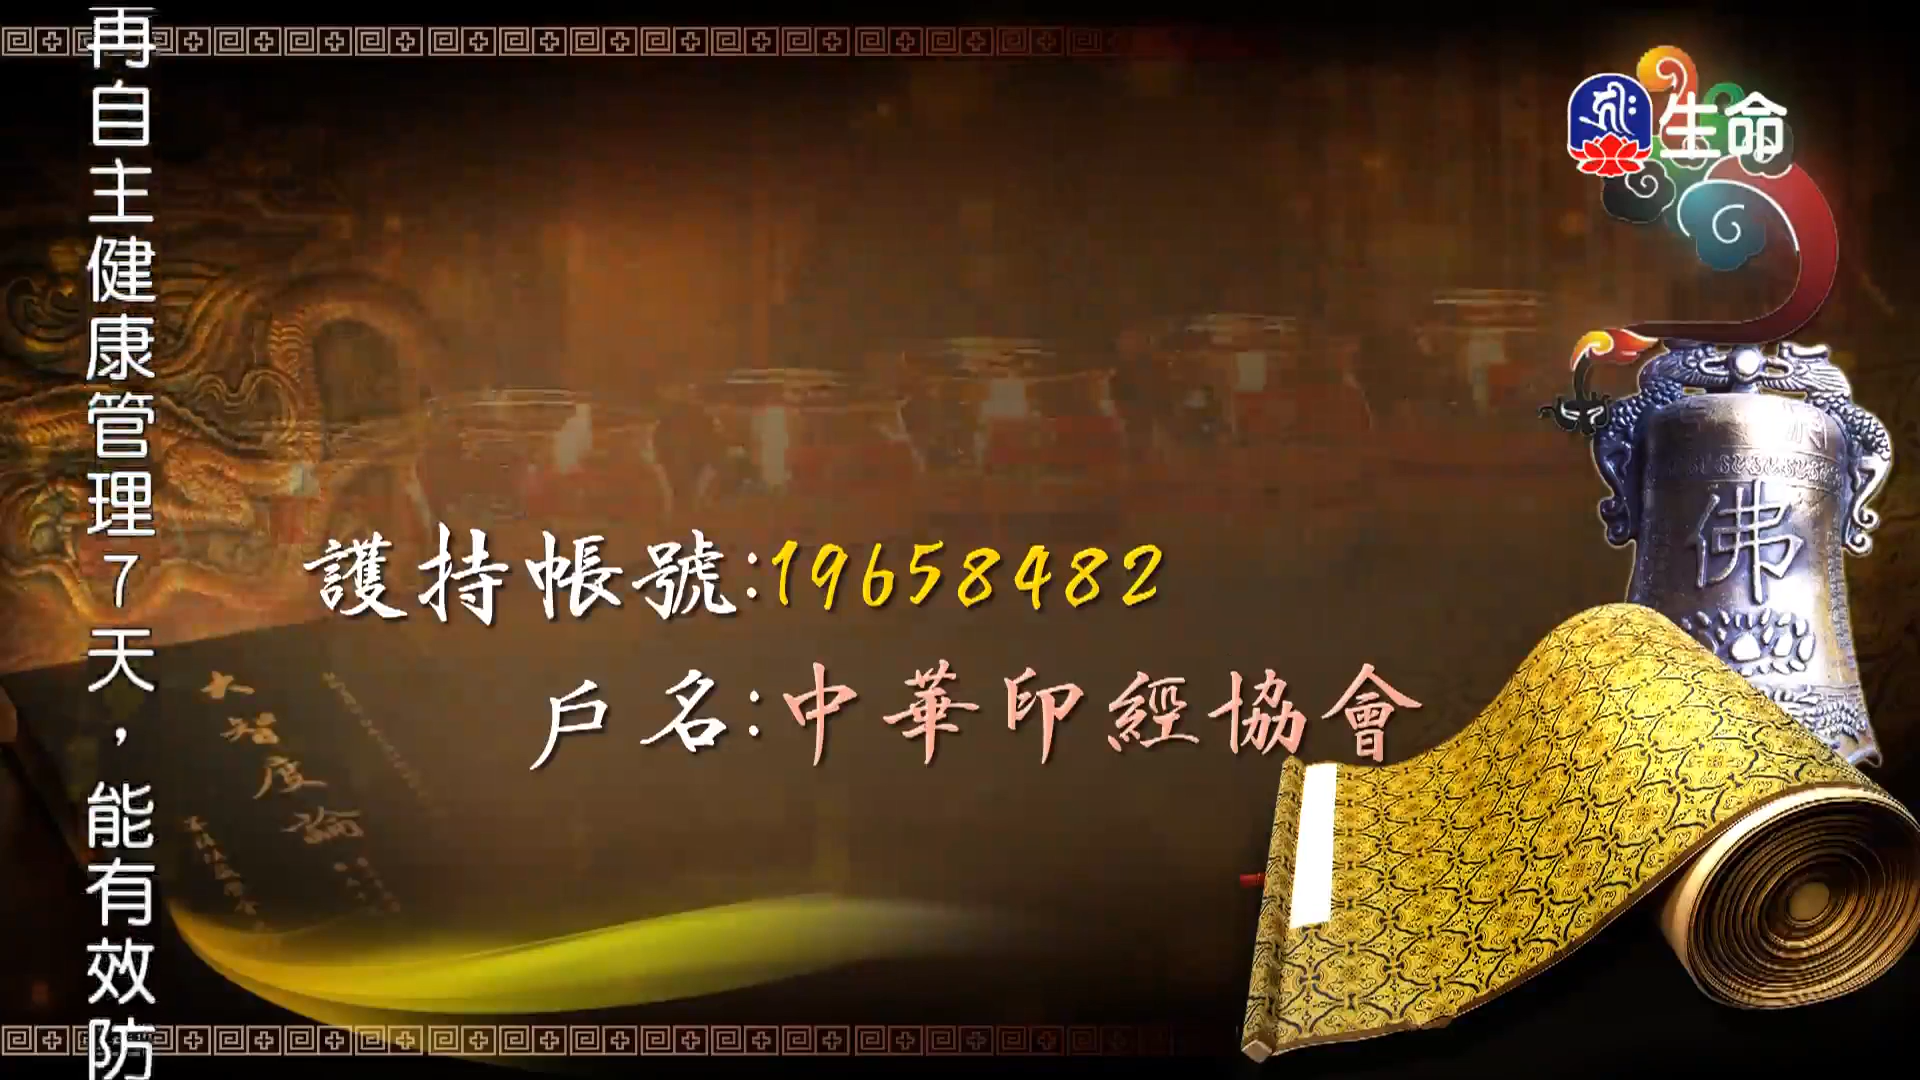 再自主健康管理7天，能有效防
生命
護持帳號:19658482
戶名:中華印經協會
佛
大智度論